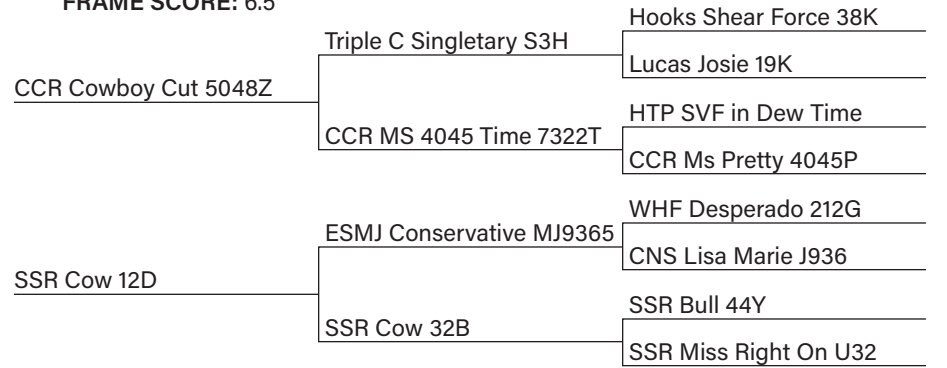 FRAME SCORE: 6.5
Hooks Shear Force 38K
Triple C Singletary S3H
Lucas Josie 19K
CCR Cowboy Cut 5048Z
HTP SVF in Dew Time
CCR MS 4045 Time 7322T
CCR Ms Pretty 4045P
WHF Desperado 212G
ESMJ Conservative MJ9365
CNS Lisa Marie J936
SSR Cow 12D
SSR Bull 44Y
SSR Cow 32B
SSR Miss Right On U32